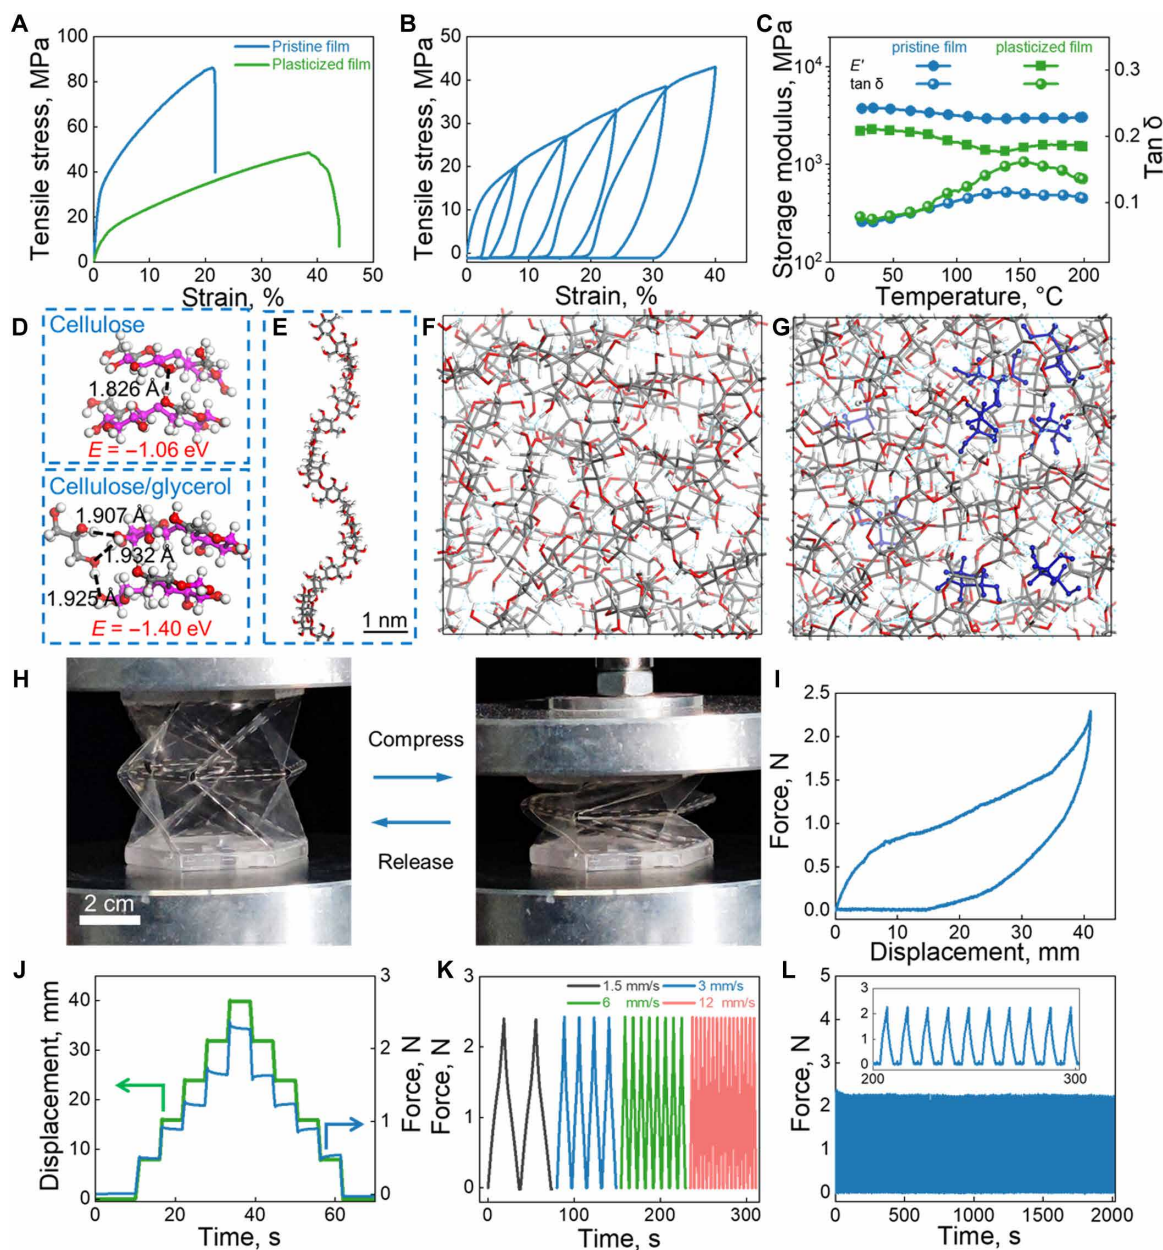 A
B
C
Tensile stress, MPa
100
80
60
40
20
0
Pristine film
Plasticized film
0 10 20 30 40 50
Strain, %
Tensile stress, MPa
50
40
30
20
10
0
0 10 20 30 40
Strain, %
Storage modulus, MPa
10⁴
10³
10²
pristine film
plasticized film
E'
tan δ
Tan δ
0.3
0.2
0.1
0 50 100 150 200
Temperature, °C
D
Cellulose
1.826 Å
E = −1.06 eV
Cellulose/glycerol
1.907 Å
1.932 Å
1.925 Å
E = −1.40 eV
E
1 nm
F
G
H
2 cm
Compress
Release
I
Force, N
2.5
2.0
1.5
1.0
0.5
0.0
0 10 20 30 40
Displacement, mm
J
Displacement, mm
40
30
20
10
0
3
2
1
0
Force, N
0 20 40 60
Time, s
K
Force, N
3
2
1
0
1.5 mm/s
3 mm/s
6 mm/s
12 mm/s
0 100 200 300
Time, s
L
Force, N
5
4
3
2
1
0
3
2
1
0
200
300
0 500 1000 1500 2000
Time, s